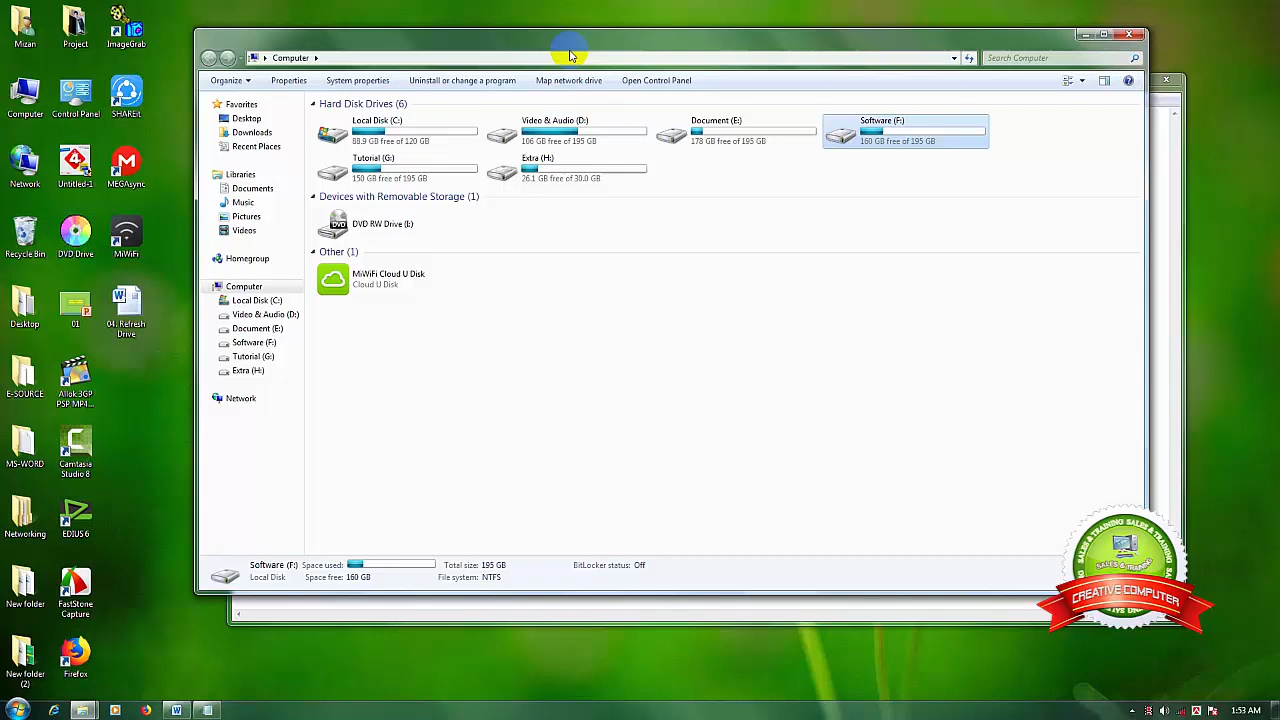 Mizan
Project
ImageGrab
Computer
Control Panel
SHAREit
Network
Untitled-1
MEGAsync
Recycle Bin
DVD Drive
MiWiFi
Desktop
01
04. Refresh
Drive
E-SOURCE
Allok 3GP
PSP MP4...
MS-WORD
Camtasia
Studio 8
Networking
EDIUS 6
New folder
FastStone
Capture
New folder
(2)
Firefox
Computer
Search Computer
Organize Properties System properties Uninstall or change a program Map network drive Open Control Panel
Favorites
Desktop
Downloads
Recent Places
Libraries
Documents
Music
Pictures
Videos
Homegroup
Computer
Local Disk (C:)
Video & Audio (D:)
Document (E:)
Software (F:)
Tutorial (G:)
Extra (H:)
Network
Hard Disk Drives (6)
Local Disk (C:)
88.9 GB free of 120 GB
Video & Audio (D:)
106 GB free of 195 GB
Document (E:)
178 GB free of 195 GB
Software (F:)
160 GB free of 195 GB
Tutorial (G:)
150 GB free of 195 GB
Extra (H:)
26.1 GB free of 30.0 GB
Devices with Removable Storage (1)
DVD
DVD RW Drive (I:)
Other (1)
MiWiFi Cloud U Disk
Cloud U Disk
Software (F:) Space used: Total size: 195 GB BitLocker status: Off
Local Disk Space free: 160 GB File system: NTFS
SALES & TRAINING SALES & TRAINING
SALES & TRAINING
CREATIVE COMPUTER
1:53 AM